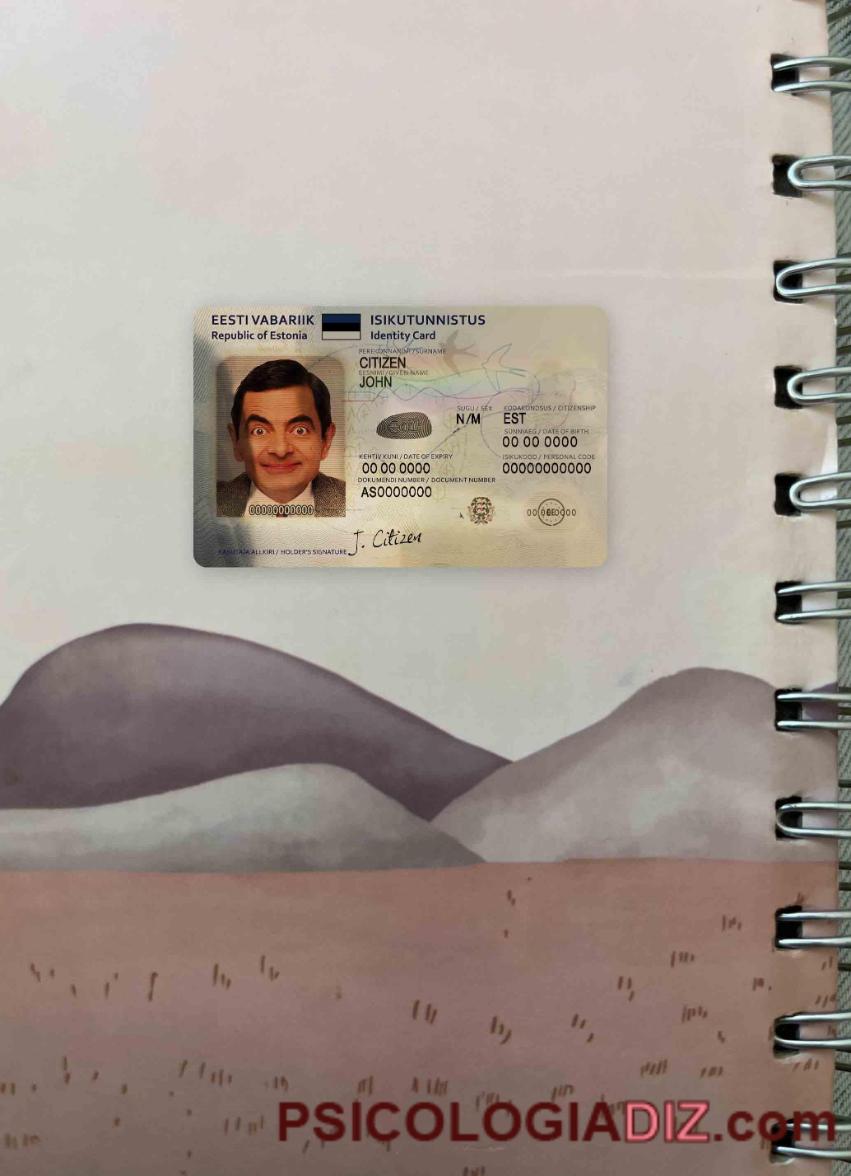 EESTI VABARIIK ISIKUTUNNISTUS
Republic of Estonia Identity Card
PEREKONNANIMI / SURNAME
CITIZEN
EESNIMI / GIVEN NAME
JOHN
SUGU / SEX KODAKONDSUS / CITIZENSHIP
N/M EST
SÜNNIAEG / DATE OF BIRTH
00 00 0000
KEHTIV KUNI / DATE OF EXPIRY ISIKUKOOD / PERSONAL CODE
00 00 0000 00000000000
DOKUMENDI NUMBER / DOCUMENT NUMBER
AS0000000
00000000000
KASUTAJA ALLKIRI / HOLDER'S SIGNATURE J. Citizen
PSICOLOGIADIZ.com